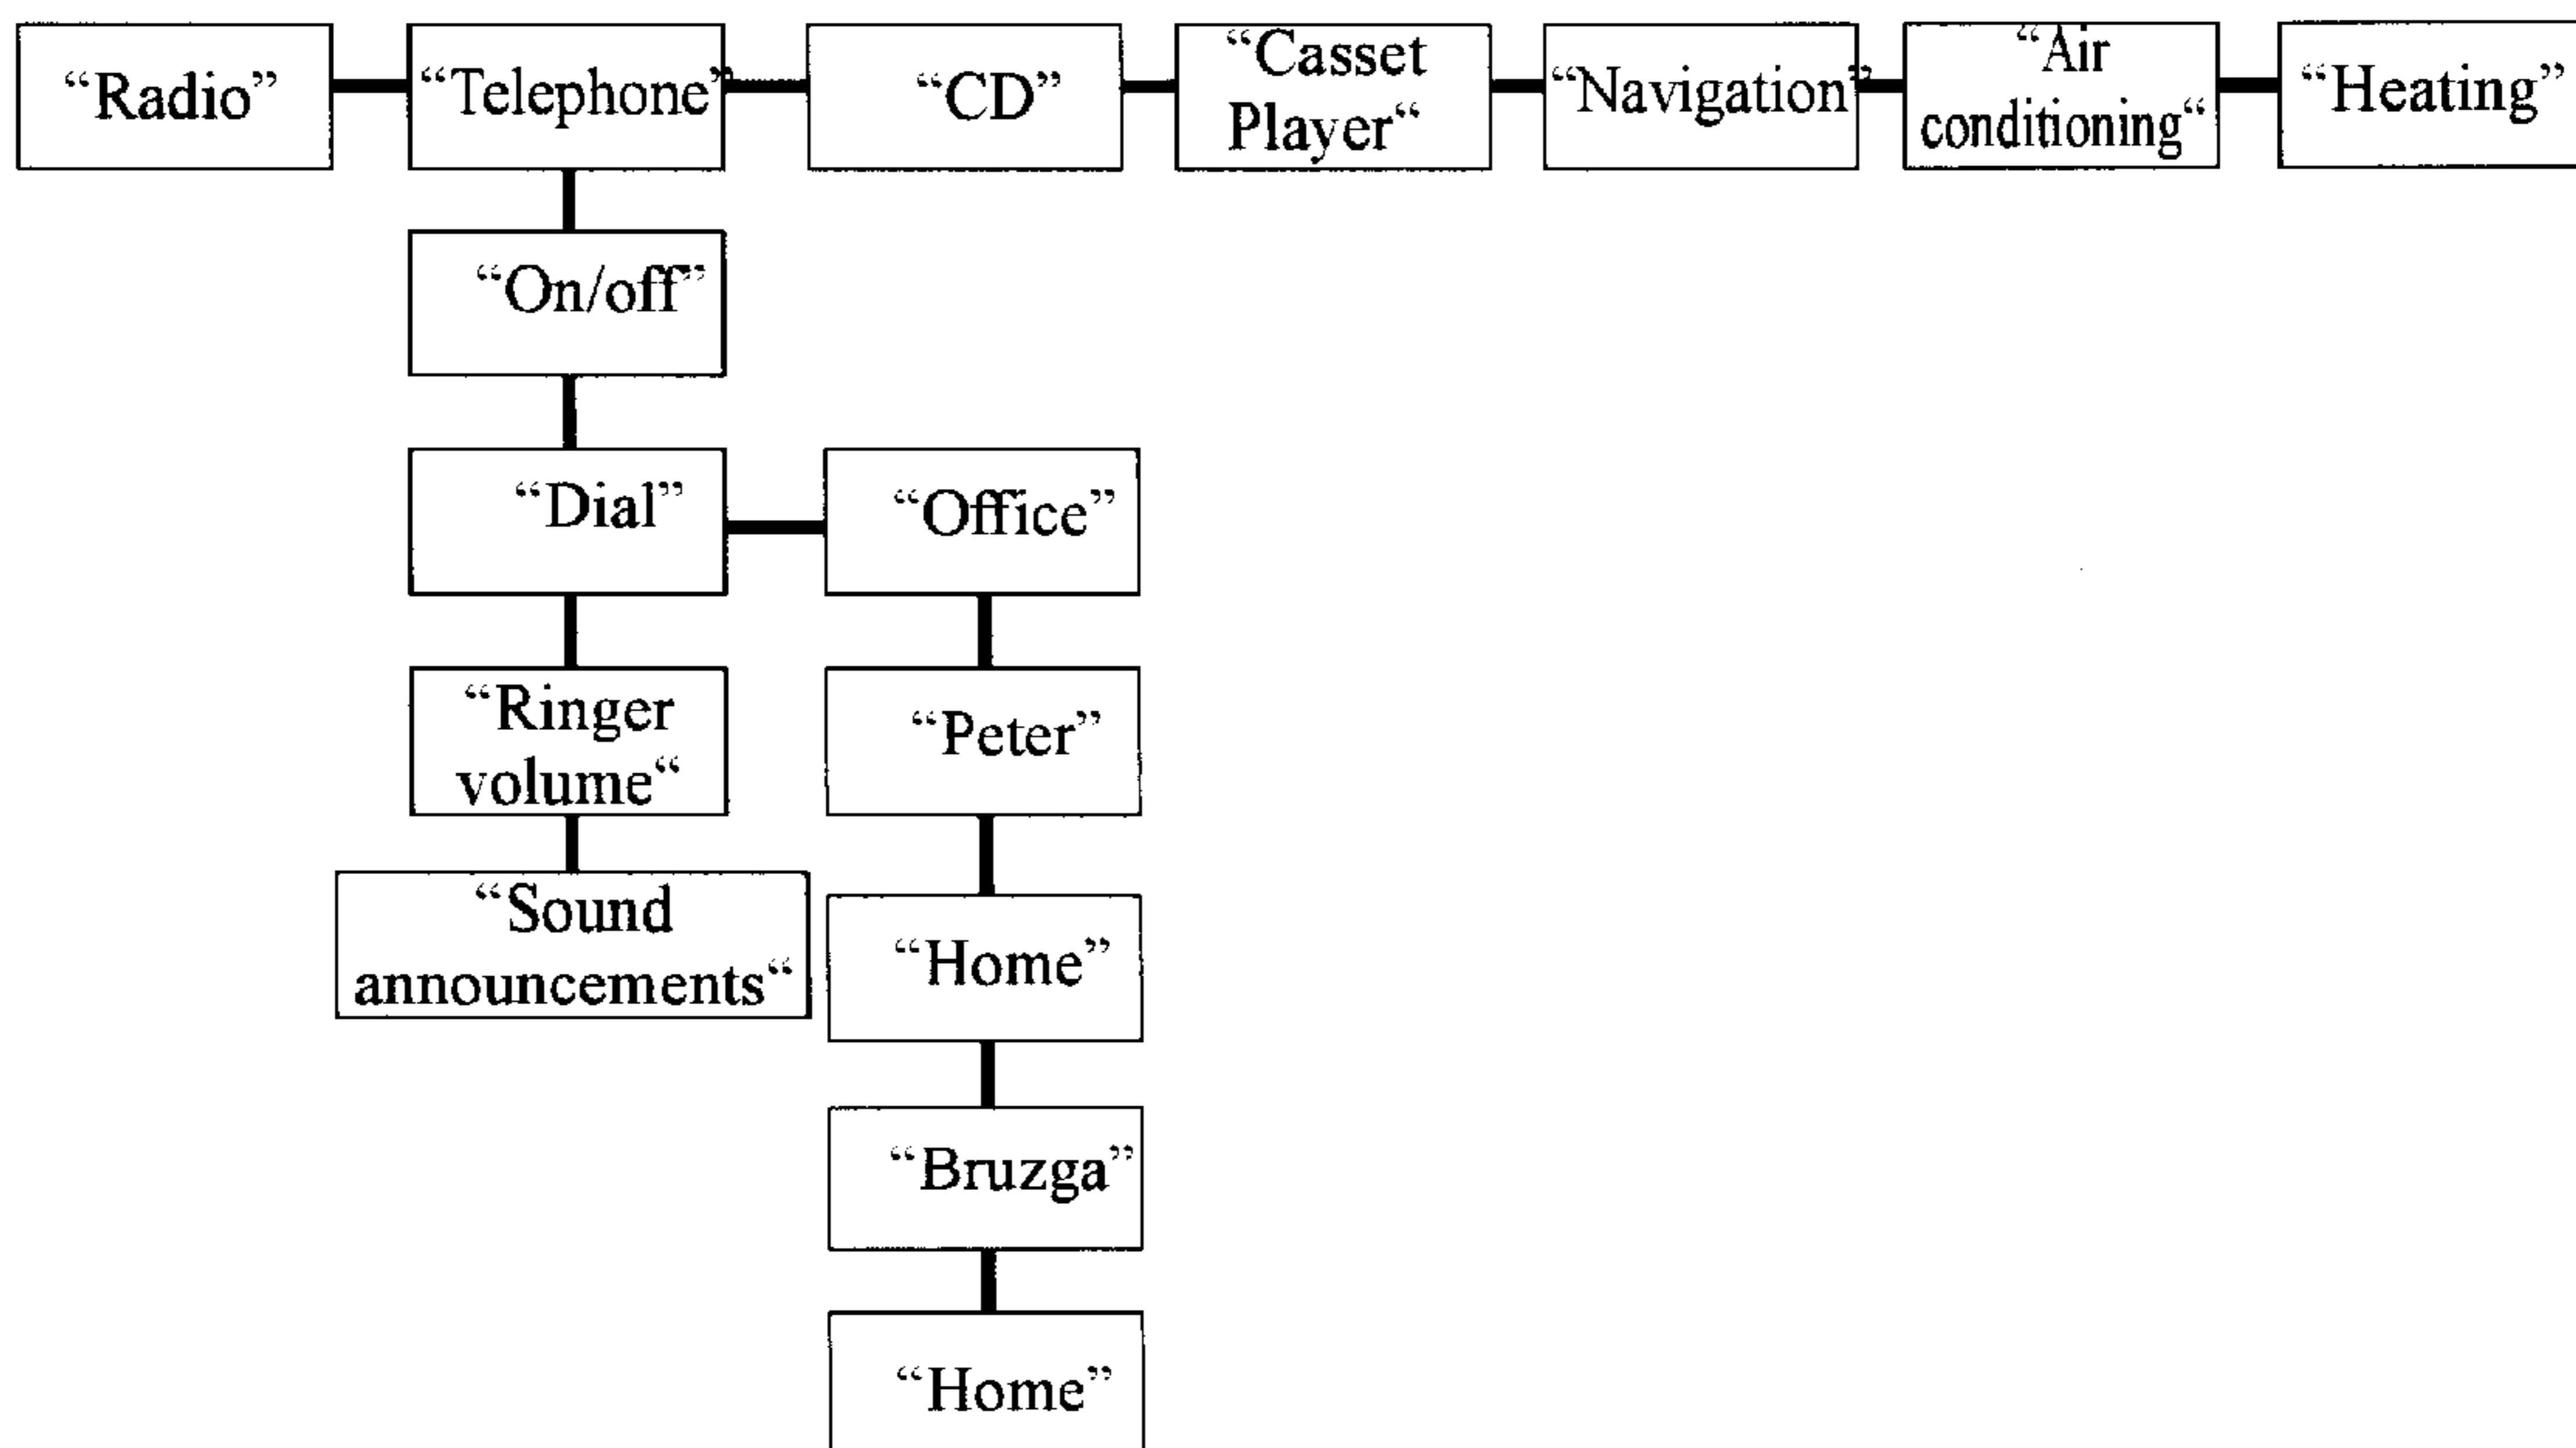 “Radio”
“Telephone”
“CD”
“Casset
Player“
“Navigation”
“Air
conditioning“
“Heating”
“On/off”
“Dial”
“Office”
“Ringer
volume“
“Peter”
“Sound
announcements“
“Home”
“Bruzga”
“Home”